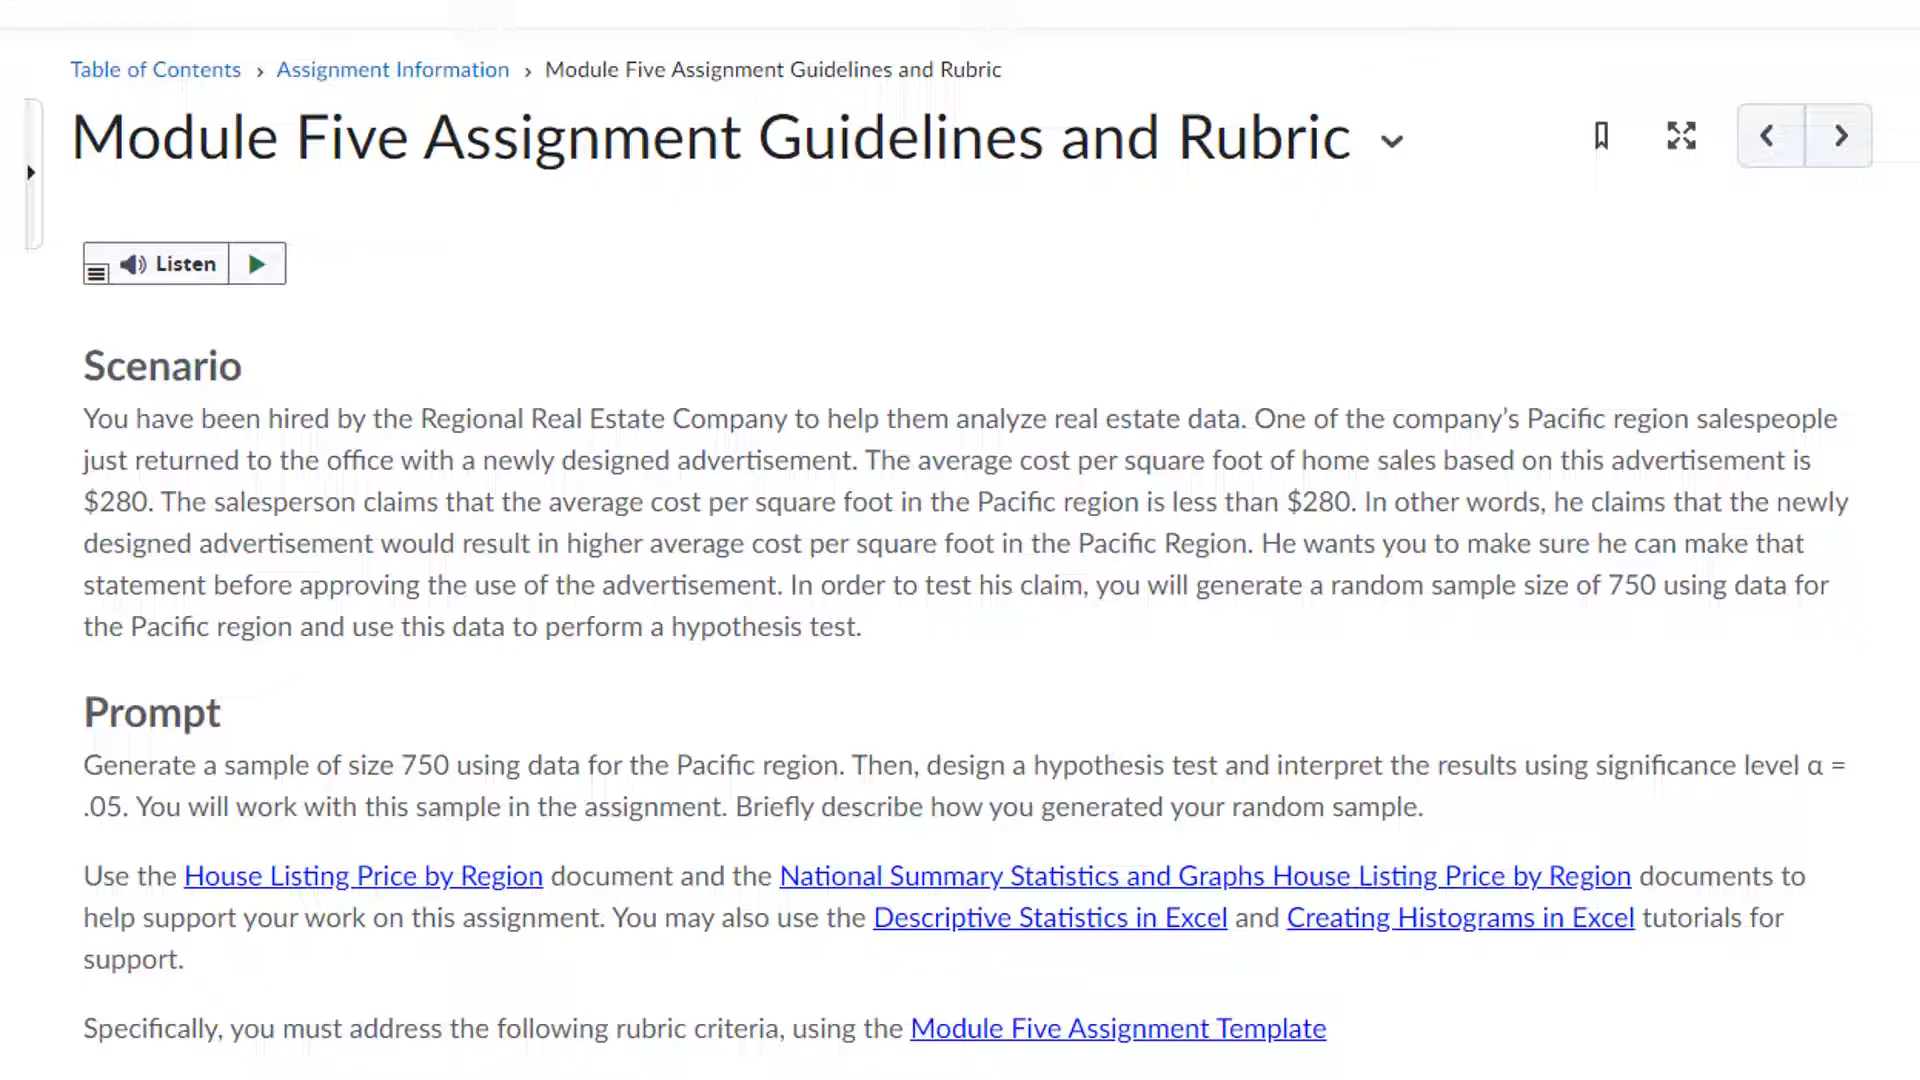 Table of Contents › Assignment Information › Module Five Assignment Guidelines and Rubric
Module Five Assignment Guidelines and Rubric
Listen
Scenario
You have been hired by the Regional Real Estate Company to help them analyze real estate data. One of the company’s Pacific region salespeople
just returned to the office with a newly designed advertisement. The average cost per square foot of home sales based on this advertisement is
$280. The salesperson claims that the average cost per square foot in the Pacific region is less than $280. In other words, he claims that the newly
designed advertisement would result in higher average cost per square foot in the Pacific Region. He wants you to make sure he can make that
statement before approving the use of the advertisement. In order to test his claim, you will generate a random sample size of 750 using data for
the Pacific region and use this data to perform a hypothesis test.
Prompt
Generate a sample of size 750 using data for the Pacific region. Then, design a hypothesis test and interpret the results using significance level α =
.05. You will work with this sample in the assignment. Briefly describe how you generated your random sample.
Use the House Listing Price by Region document and the National Summary Statistics and Graphs House Listing Price by Region documents to
help support your work on this assignment. You may also use the Descriptive Statistics in Excel and Creating Histograms in Excel tutorials for
support.
Specifically, you must address the following rubric criteria, using the Module Five Assignment Template